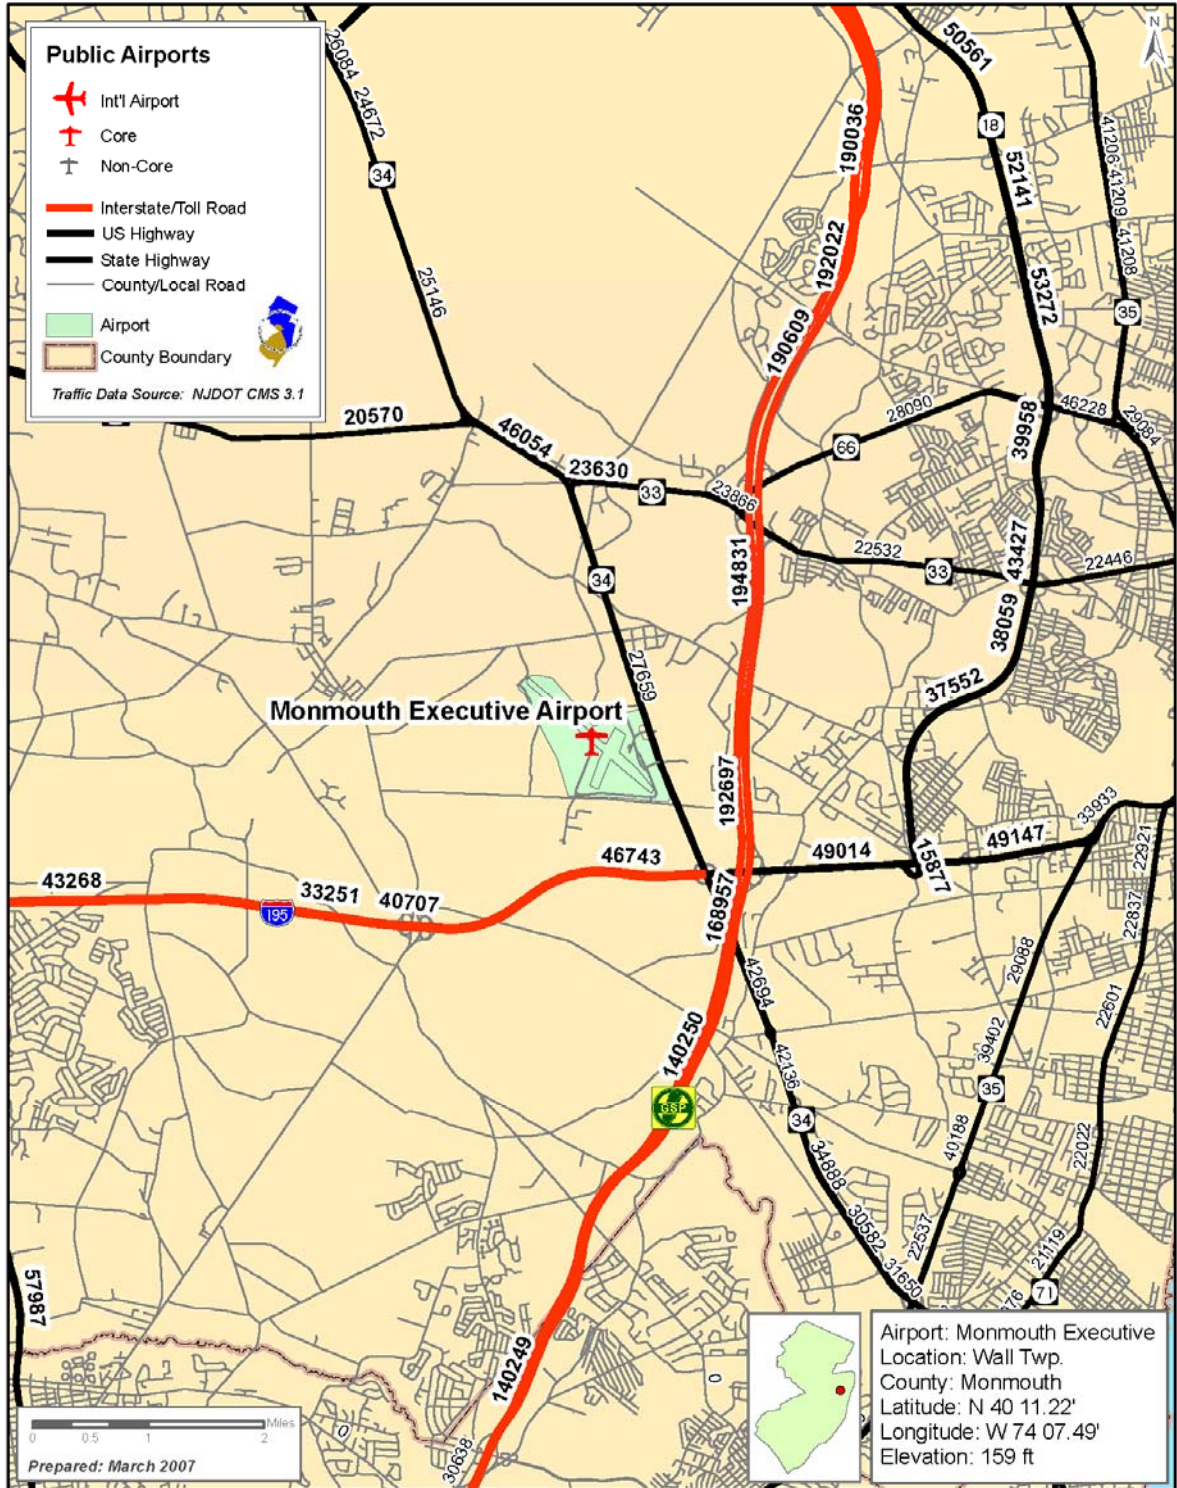 Public Airports
Int'l Airport
Core
Non-Core
Interstate/Toll Road
US Highway
State Highway
County/Local Road
Airport
County Boundary
Traffic Data Source: NJDOT CMS 3.1
N
26084
24672
34
25146
20570
46054
23630
33
23866
190036
192022
190609
50561
18
52141
53272
41206
41209
41208
35
28090
66
46228
29084
39958
43427
22532
33
22446
38059
37552
194831
34
27659
Monmouth Executive Airport
192697
46743
49014
49147
33933
15877
43268
33251
40707
195
168957
22921
22837
29088
22601
42694
140250
GSP
42136
39402
35
34
40188
22022
34888
30582
22537
31650
21119
71
57987
140249
30638
0
0
Miles
0 0.5 1 2
Prepared: March 2007
Airport: Monmouth Executive
Location: Wall Twp.
County: Monmouth
Latitude: N 40 11.22'
Longitude: W 74 07.49'
Elevation: 159 ft